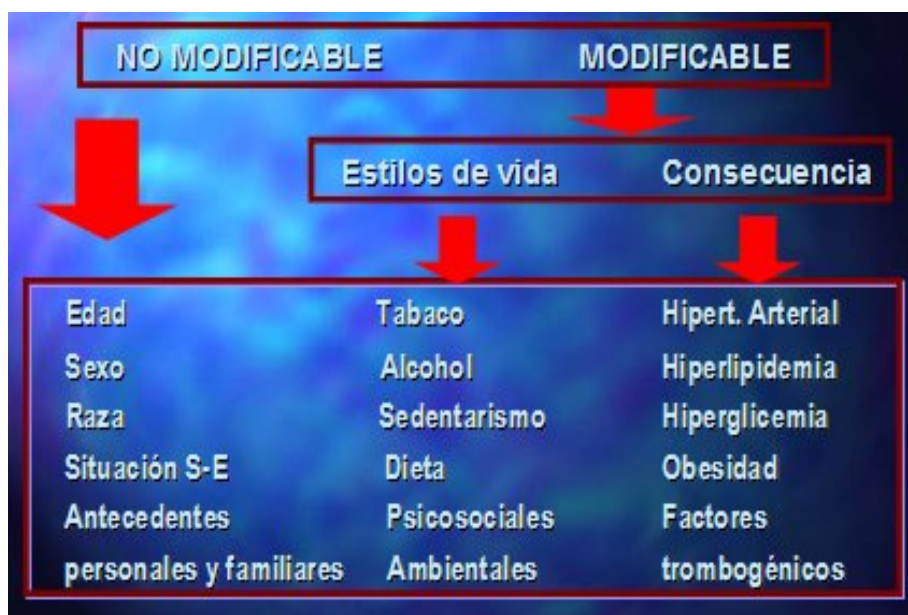 NO MODIFICABLE MODIFICABLE
Estilos de vida Consecuencia
Edad Tabaco Hipert. Arterial
Sexo Alcohol Hiperlipidemia
Raza Sedentarismo Hiperglicemia
Situación S-E Dieta Obesidad
Antecedentes Psicosociales Factores
personales y familiares Ambientales trombogénicos